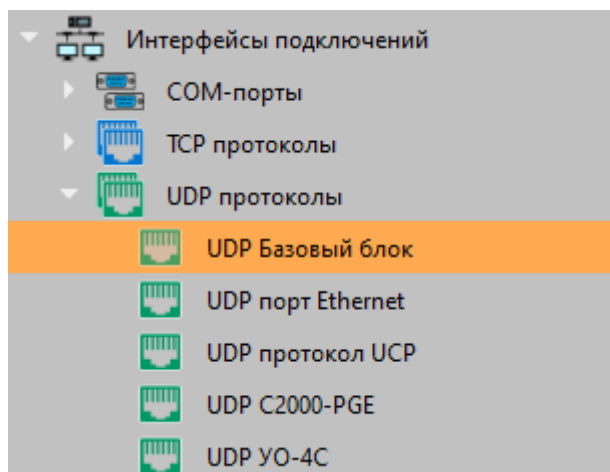 Интерфейсы подключений
COM-порты
TCP протоколы
UDP протоколы
UDP Базовый блок
UDP порт Ethernet
UDP протокол UCP
UDP C2000-PGE
UDP УО-4С